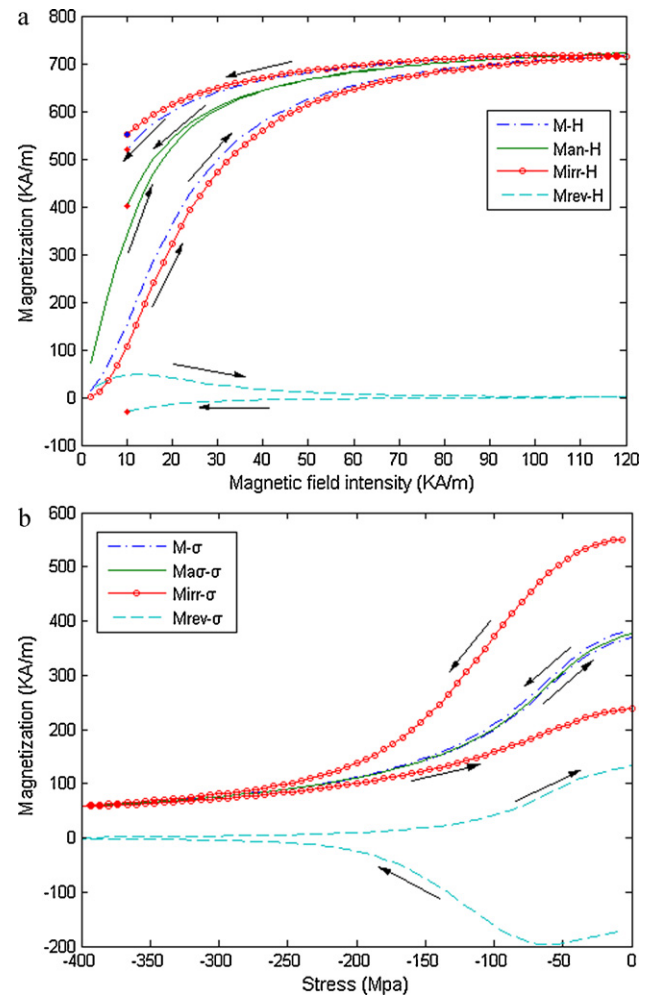 a
800
700
600
500
400
300
200
100
0
-100
Magnetization (KA/m)
M-H
Man-H
Mirr-H
Mrev-H
0 10 20 30 40 50 60 70 80 90 100 110 120
Magnetic field intensity (KA/m)
b
600
500
400
300
200
100
0
-100
-200
Magnetization (KA/m)
M-σ
Maσ-σ
Mirr-σ
Mrev-σ
-400 -350 -300 -250 -200 -150 -100 -50 0
Stress (Mpa)